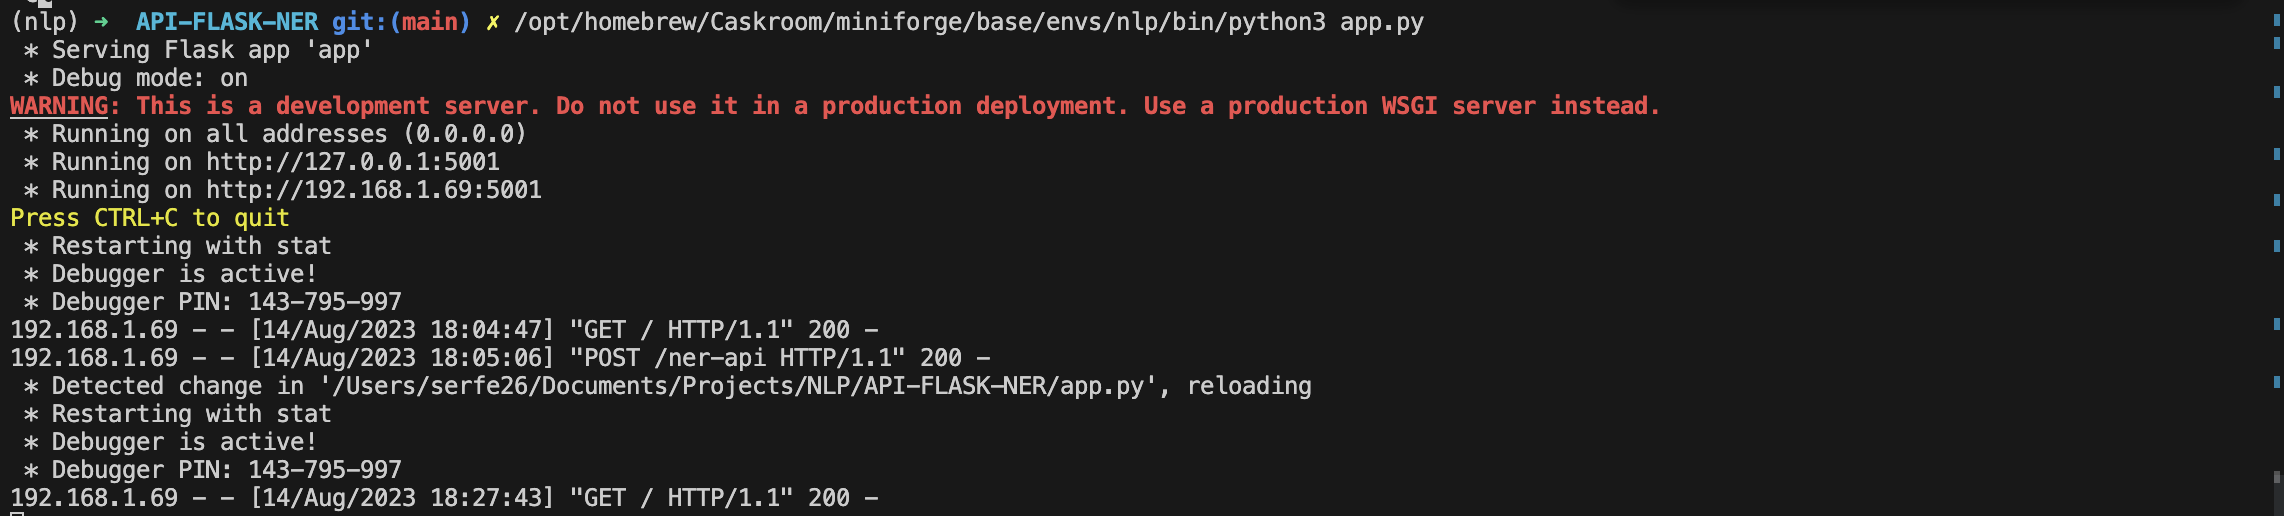 (nlp) ➜  API-FLASK-NER git:(main) ✗ /opt/homebrew/Caskroom/miniforge/base/envs/nlp/bin/python3 app.py
 * Serving Flask app 'app'
 * Debug mode: on
WARNING: This is a development server. Do not use it in a production deployment. Use a production WSGI server instead.
 * Running on all addresses (0.0.0.0)
 * Running on http://127.0.0.1:5001
 * Running on http://192.168.1.69:5001
Press CTRL+C to quit
 * Restarting with stat
 * Debugger is active!
 * Debugger PIN: 143-795-997
192.168.1.69 - - [14/Aug/2023 18:04:47] "GET / HTTP/1.1" 200 -
192.168.1.69 - - [14/Aug/2023 18:05:06] "POST /ner-api HTTP/1.1" 200 -
 * Detected change in '/Users/serfe26/Documents/Projects/NLP/API-FLASK-NER/app.py', reloading
 * Restarting with stat
 * Debugger is active!
 * Debugger PIN: 143-795-997
192.168.1.69 - - [14/Aug/2023 18:27:43] "GET / HTTP/1.1" 200 -